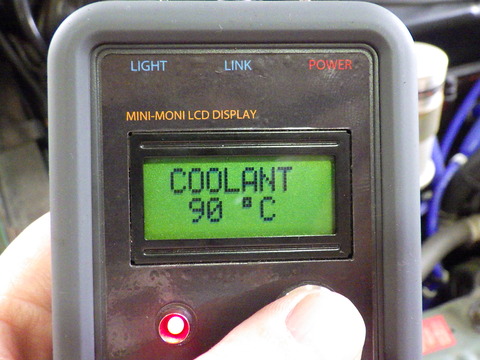 LIGHT LINK POWER
MINI-MONI LCD DISPLAY
COOLANT
90 °C